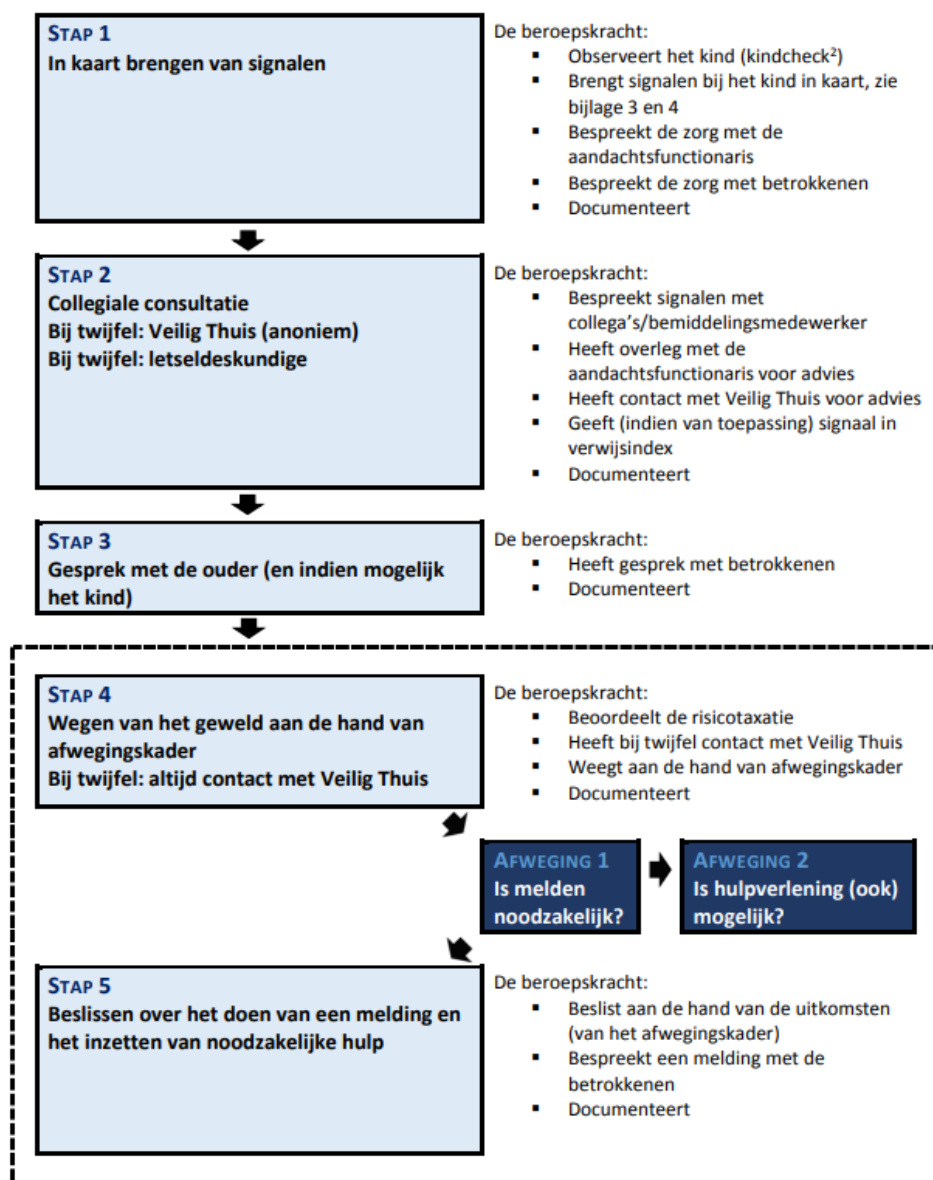 STAP 1
In kaart brengen van signalen
De beroepskracht:
▪ Observeert het kind (kindcheck²)
▪ Brengt signalen bij het kind in kaart, zie
bijlage 3 en 4
▪ Bespreekt de zorg met de
aandachtsfunctionaris
▪ Bespreekt de zorg met betrokkenen
▪ Documenteert
STAP 2
Collegiale consultatie
Bij twijfel: Veilig Thuis (anoniem)
Bij twijfel: letseldeskundige
De beroepskracht:
▪ Bespreekt signalen met
collega's/bemiddelingsmedewerker
▪ Heeft overleg met de
aandachtsfunctionaris voor advies
▪ Heeft contact met Veilig Thuis voor advies
▪ Geeft (indien van toepassing) signaal in
verwijsindex
▪ Documenteert
STAP 3
Gesprek met de ouder (en indien mogelijk
het kind)
De beroepskracht:
▪ Heeft gesprek met betrokkenen
▪ Documenteert
STAP 4
Wegen van het geweld aan de hand van
afwegingskader
Bij twijfel: altijd contact met Veilig Thuis
De beroepskracht:
▪ Beoordeelt de risicotaxatie
▪ Heeft bij twijfel contact met Veilig Thuis
▪ Weegt aan de hand van afwegingskader
▪ Documenteert
AFWEGING 1
Is melden
noodzakelijk?
AFWEGING 2
Is hulpverlening (ook)
mogelijk?
STAP 5
Beslissen over het doen van een melding en
het inzetten van noodzakelijke hulp
De beroepskracht:
▪ Beslist aan de hand van de uitkomsten
(van het afwegingskader)
▪ Bespreekt een melding met de
betrokkenen
▪ Documenteert